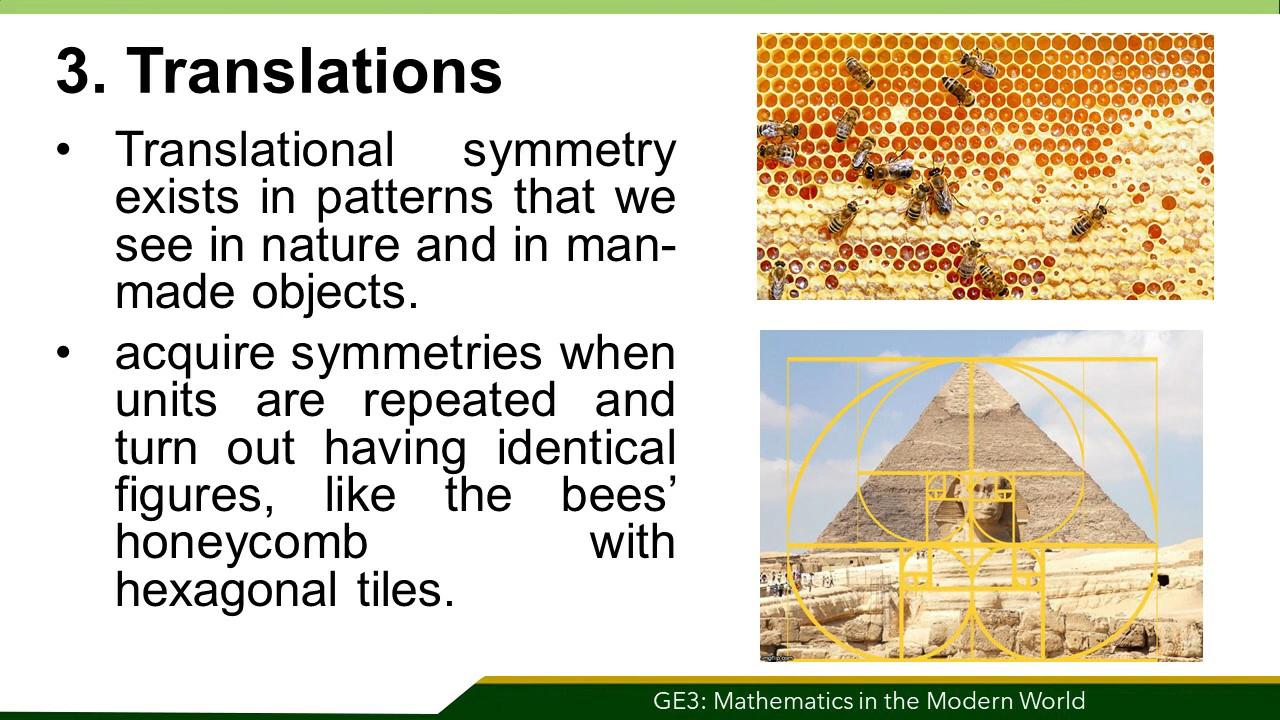 3. Translations
• Translational symmetry
exists in patterns that we
see in nature and in man-
made objects.
• acquire symmetries when
units are repeated and
turn out having identical
figures, like the bees’
honeycomb with
hexagonal tiles.
imgflip.com
GE3: Mathematics in the Modern World